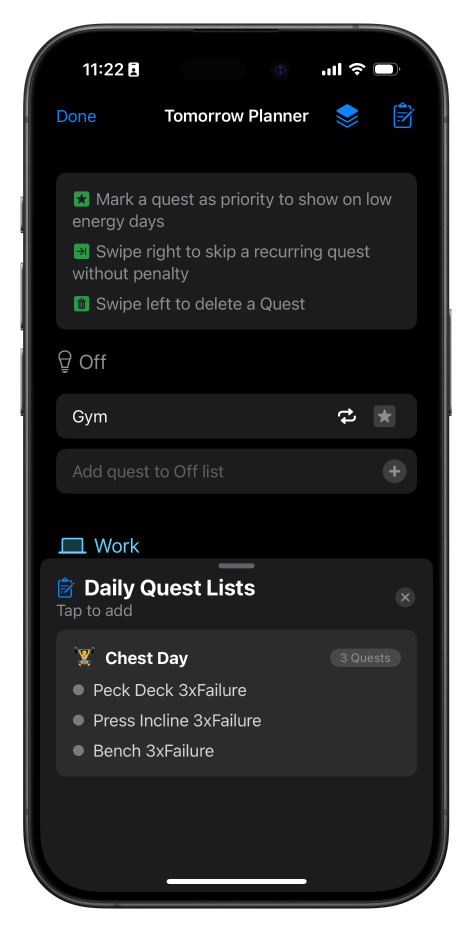 11:22
Done
Tomorrow Planner
Mark a quest as priority to show on low
energy days
Swipe right to skip a recurring quest
without penalty
Swipe left to delete a Quest
Off
Gym
Add quest to Off list
Work
Daily Quest Lists
Tap to add
Chest Day
3 Quests
Peck Deck 3xFailure
Press Incline 3xFailure
Bench 3xFailure